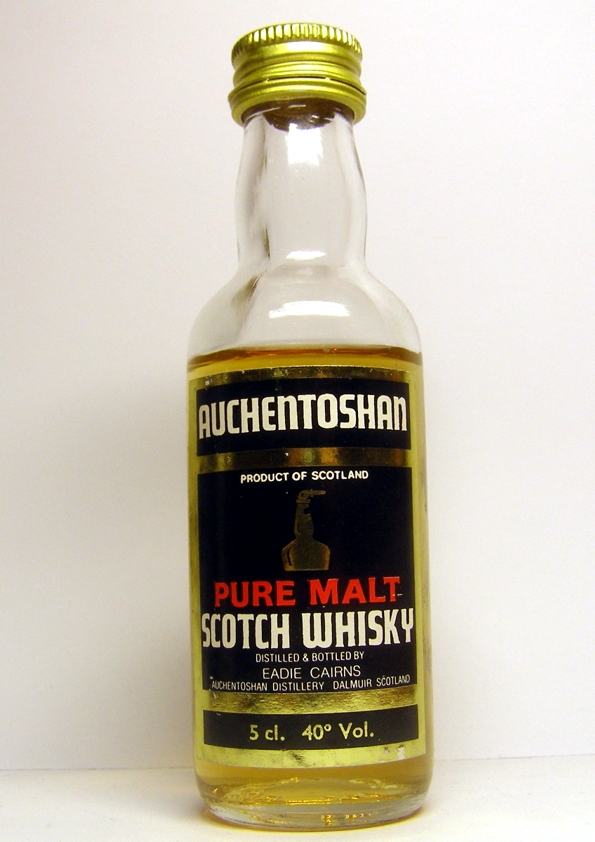 AUCHENTOSHAN
PRODUCT OF SCOTLAND
PURE MALT
SCOTCH WHISKY
DISTILLED & BOTTLED BY
EADIE CAIRNS
AUCHENTOSHAN DISTILLERY DALMUIR SCOTLAND
5 cl. 40° Vol.